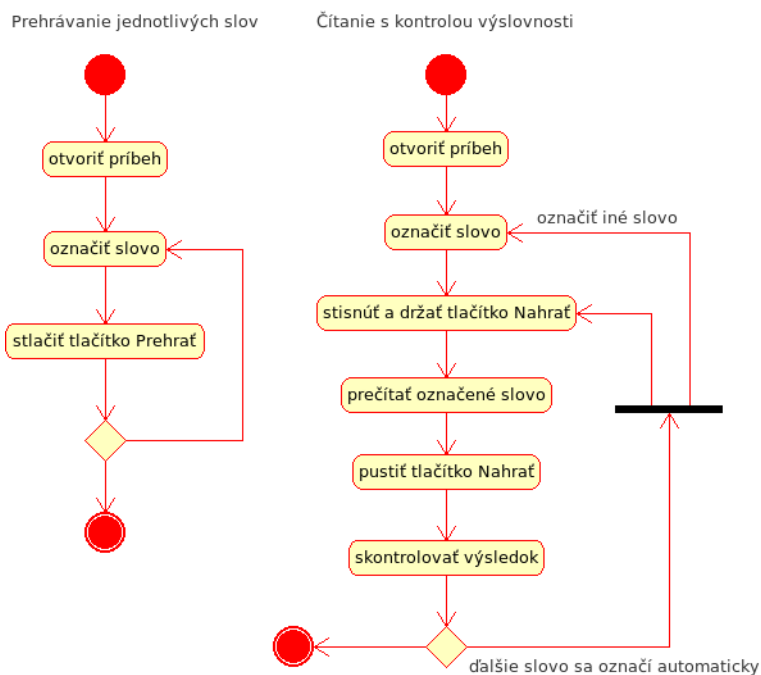 Prehrávanie jednotlivých slov
otvoriť príbeh
označiť slovo
stlačiť tlačítko Prehrať
Čítanie s kontrolou výslovnosti
otvoriť príbeh
označiť iné slovo
označiť slovo
stisnúť a držať tlačítko Nahrať
prečítať označené slovo
pustiť tlačítko Nahrať
skontrolovať výsledok
ďalšie slovo sa označí automaticky